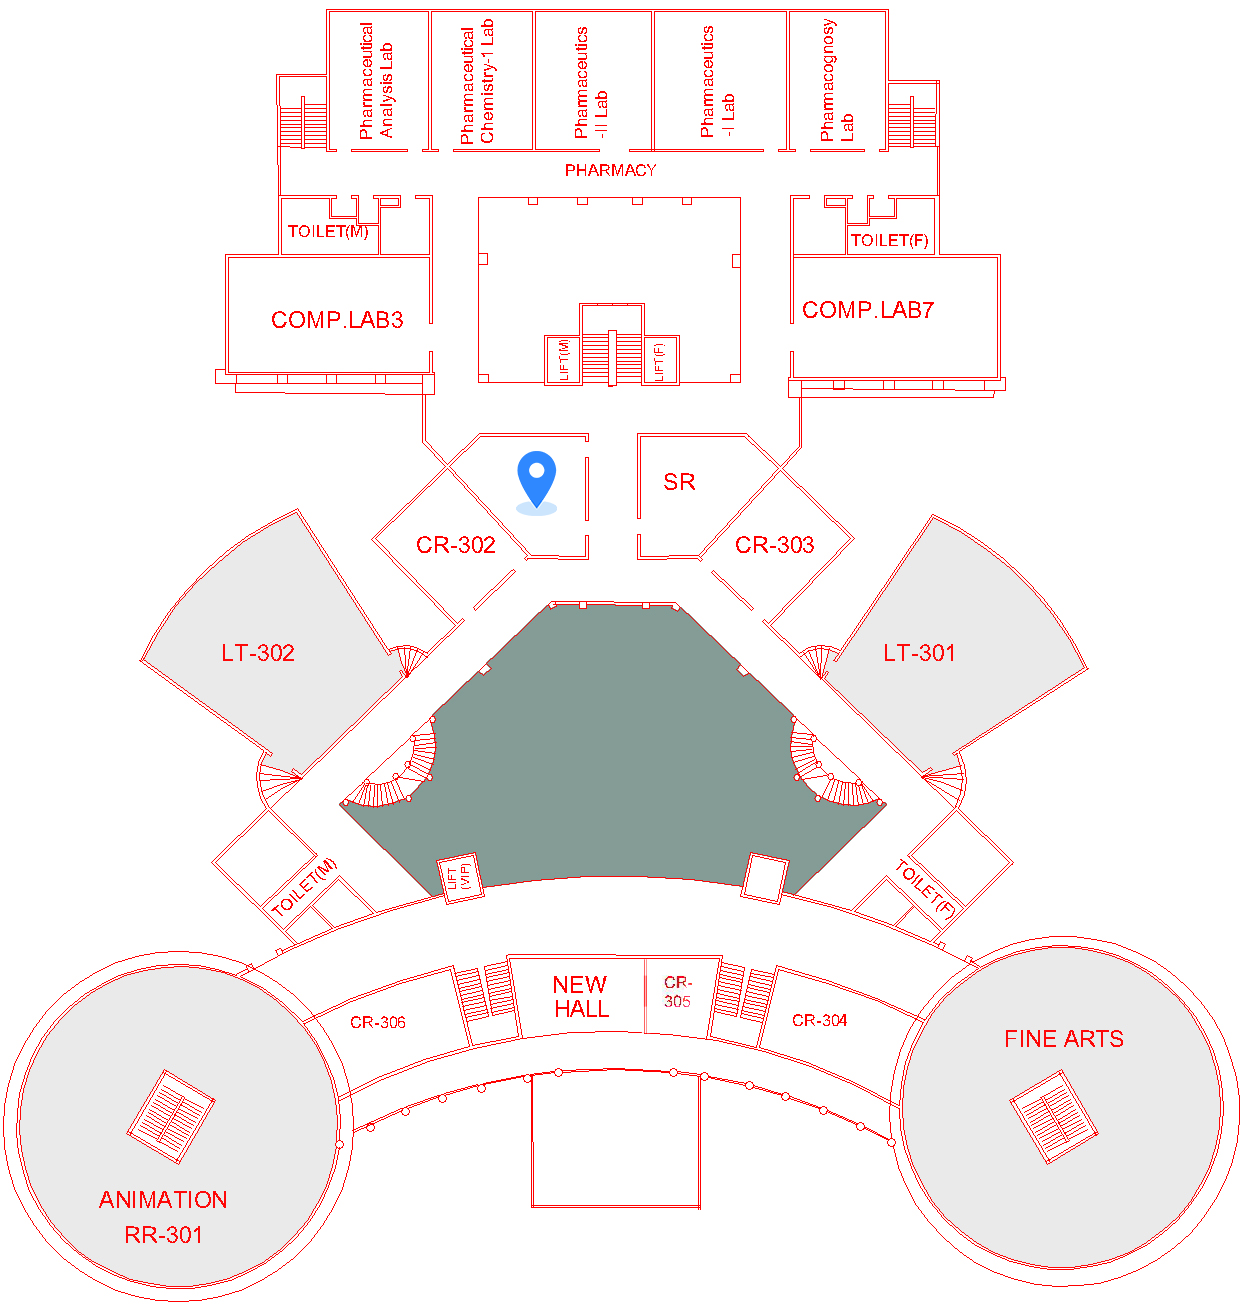 Pharmaceutical
Analysis Lab
Pharmaceutical
Chemistry-1 Lab
Pharmaceutics
-II Lab
Pharmaceutics
-I Lab
Pharmacognosy
Lab
PHARMACY
TOILET(M)
TOILET(F)
COMP.LAB3
COMP.LAB7
LIFT(M)
LIFT(F)
SR
CR-302
CR-303
LT-302
LT-301
TOILET(M)
LIFT
(VIP)
TOILET(F)
NEW
HALL
CR-
305
CR-306
CR-304
FINE ARTS
ANIMATION
RR-301